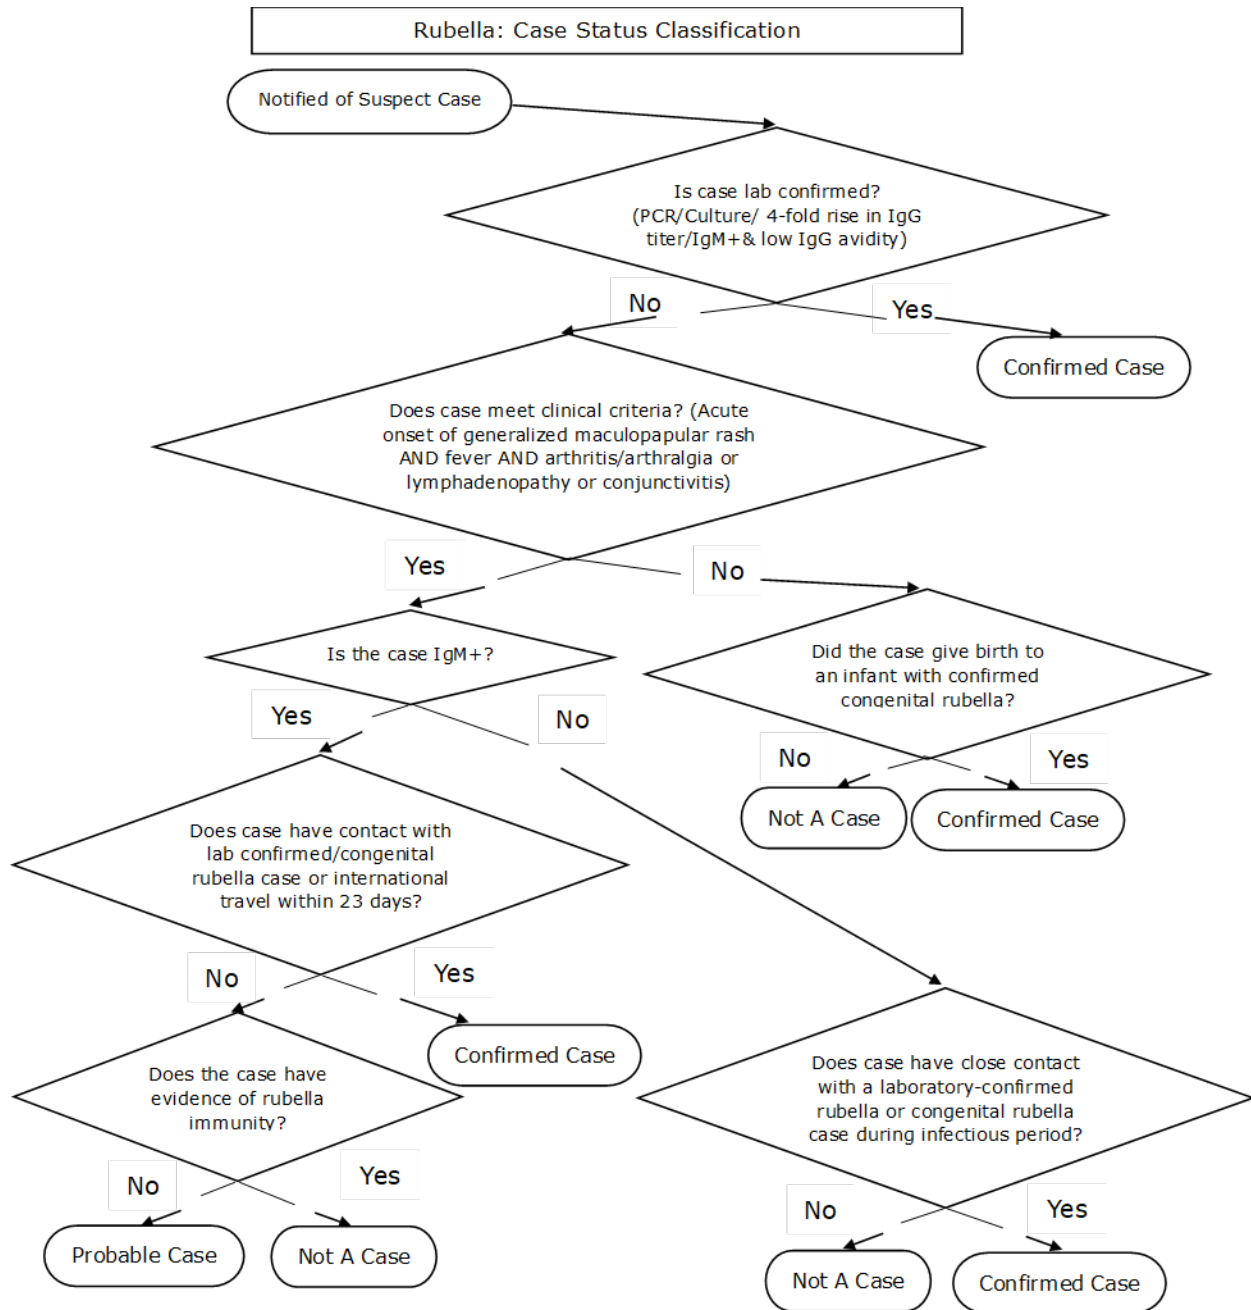 Rubella: Case Status Classification
Notified of Suspect Case
Is case lab confirmed?
(PCR/Culture/ 4-fold rise in IgG
titer/IgM+& low IgG avidity)
No
Yes
Confirmed Case
Does case meet clinical criteria? (Acute
onset of generalized maculopapular rash
AND fever AND arthritis/arthralgia or
lymphadenopathy or conjunctivitis)
Yes
No
Is the case IgM+?
Did the case give birth to
an infant with confirmed
congenital rubella?
Yes
No
No
Yes
Not A Case
Confirmed Case
Does case have contact with
lab confirmed/congenital
rubella case or international
travel within 23 days?
No
Yes
Confirmed Case
Does the case have
evidence of rubella
immunity?
Does case have close contact
with a laboratory-confirmed
rubella or congenital rubella
case during infectious period?
No
Yes
No
Yes
Probable Case
Not A Case
Not A Case
Confirmed Case